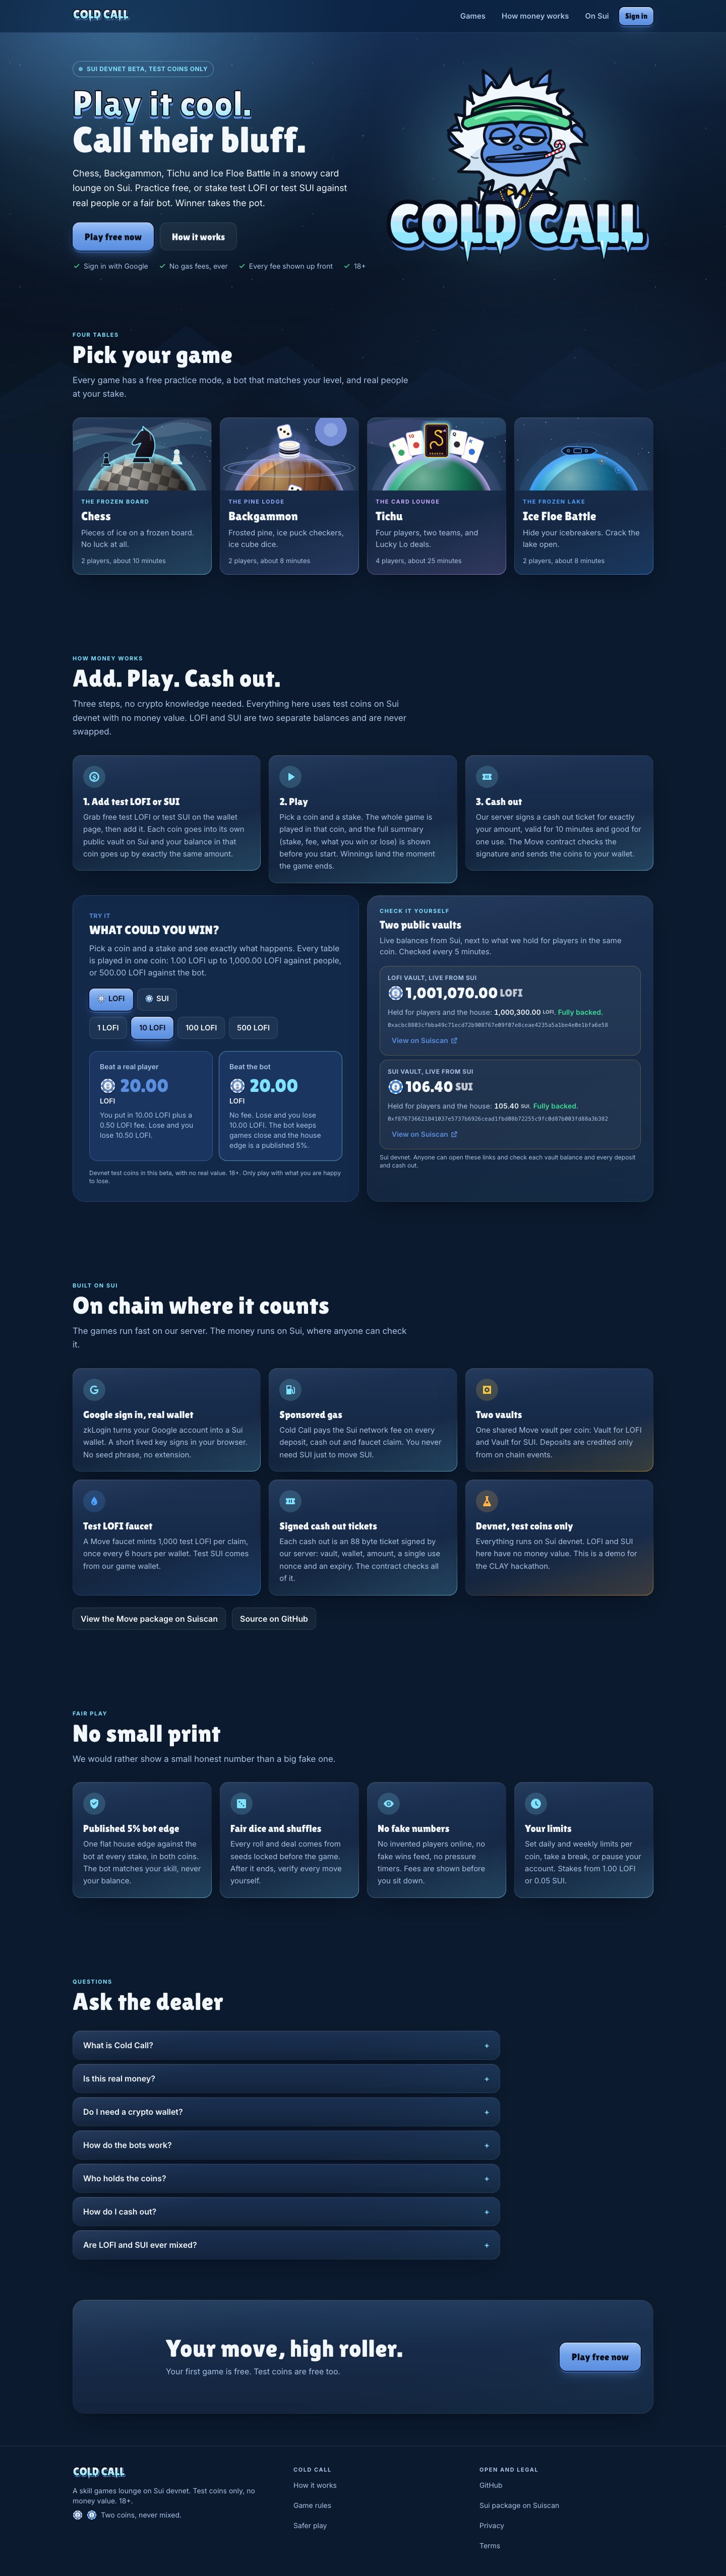 COLD CALL
Games
How money works
On Sui
Sign in
SUI DEVNET BETA, TEST COINS ONLY
Play it cool.
Call their bluff.
Chess, Backgammon, Tichu and Ice Floe Battle in a snowy card
lounge on Sui. Practice free, or stake test LOFI or test SUI against
real people or a fair bot. Winner takes the pot.
Play free now
How it works
Sign in with Google
No gas fees, ever
Every fee shown up front
18+
COLD CALL
FOUR TABLES
Pick your game
Every game has a free practice mode, a bot that matches your level, and real people
at your stake.
THE FROZEN BOARD
Chess
Pieces of ice on a frozen board.
No luck at all.
2 players, about 10 minutes
THE PINE LODGE
Backgammon
Frosted pine, ice puck checkers,
ice cube dice.
2 players, about 8 minutes
THE CARD LOUNGE
Tichu
Four players, two teams, and
Lucky Lo deals.
4 players, about 25 minutes
THE FROZEN LAKE
Ice Floe Battle
Hide your icebreakers. Crack the
lake open.
2 players, about 8 minutes
HOW MONEY WORKS
Add. Play. Cash out.
Three steps, no crypto knowledge needed. Everything here uses test coins on Sui
devnet with no money value. LOFI and SUI are two separate balances and are never
swapped.
1. Add test LOFI or SUI
Grab free test LOFI or test SUI on the wallet
page, then add it. Each coin goes into its own
public vault on Sui and your balance in that
coin goes up by exactly the same amount.
2. Play
Pick a coin and a stake. The whole game is
played in that coin, and the full summary
(stake, fee, what you win or lose) is shown
before you start. Winnings land the moment
the game ends.
3. Cash out
Our server signs a cash out ticket for exactly
your amount, valid for 10 minutes and good for
one use. The Move contract checks the
signature and sends the coins to your wallet.
TRY IT
WHAT COULD YOU WIN?
Pick a coin and a stake and see exactly what happens. Every table
is played in one coin: 1.00 LOFI up to 1,000.00 LOFI against people,
or 500.00 LOFI against the bot.
LOFI
SUI
1 LOFI
10 LOFI
100 LOFI
500 LOFI
Beat a real player
20.00
LOFI
You put in 10.00 LOFI plus a
0.50 LOFI fee. Lose and you
lose 10.50 LOFI.
Beat the bot
20.00
LOFI
No fee. Lose and you lose
10.00 LOFI. The bot keeps
games close and the house
edge is a published 5%.
Devnet test coins in this beta, with no real value. 18+. Only play with what you are happy
to lose.
CHECK IT YOURSELF
Two public vaults
Live balances from Sui, next to what we hold for players in the same
coin. Checked every 5 minutes.
LOFI VAULT, LIVE FROM SUI
1,001,070.00 LOFI
Held for players and the house: 1,000,300.00 LOFI. Fully backed.
View on Suiscan
SUI VAULT, LIVE FROM SUI
106.40 SUI
Held for players and the house: 105.40 SUI. Fully backed.
View on Suiscan
Sui devnet. Anyone can open these links and check each vault balance and every deposit
and cash out.
BUILT ON SUI
On chain where it counts
The games run fast on our server. The money runs on Sui, where anyone can check
it.
Google sign in, real wallet
zkLogin turns your Google account into a Sui
wallet. A short lived key signs in your browser.
No seed phrase, no extension.
Sponsored gas
Cold Call pays the Sui network fee on every
deposit, cash out and faucet claim. You never
need SUI just to move SUI.
Two vaults
One shared Move vault per coin: Vault for LOFI
and Vault for SUI. Deposits are credited only
from on chain events.
Test LOFI faucet
A Move faucet mints 1,000 test LOFI per claim,
once every 6 hours per wallet. Test SUI comes
from our game wallet.
Signed cash out tickets
Each cash out is an 88 byte ticket signed by
our server: vault, wallet, amount, a single use
nonce and an expiry. The contract checks all
of it.
Devnet, test coins only
Everything runs on Sui devnet. LOFI and SUI
here have no money value. This is a demo for
the CLAY hackathon.
View the Move package on Suiscan
Source on GitHub
FAIR PLAY
No small print
We would rather show a small honest number than a big fake one.
Published 5% bot edge
One flat house edge against the
bot at every stake, in both coins.
The bot matches your skill, never
your balance.
Fair dice and shuffles
Every roll and deal comes from
seeds locked before the game.
After it ends, verify every move
yourself.
No fake numbers
No invented players online, no
fake wins feed, no pressure
timers. Fees are shown before
you sit down.
Your limits
Set daily and weekly limits per
coin, take a break, or pause your
account. Stakes from 1.00 LOFI
or 0.05 SUI.
QUESTIONS
Ask the dealer
What is Cold Call? +
Is this real money? +
Do I need a crypto wallet? +
How do the bots work? +
Who holds the coins? +
How do I cash out? +
Are LOFI and SUI ever mixed? +
Your move, high roller.
Your first game is free. Test coins are free too.
Play free now
COLD CALL
A skill games lounge on Sui devnet. Test coins only, no
money value. 18+.
Two coins, never mixed.
COLD CALL
How it works
Game rules
Safer play
OPEN AND LEGAL
GitHub
Sui package on Suiscan
Privacy
Terms